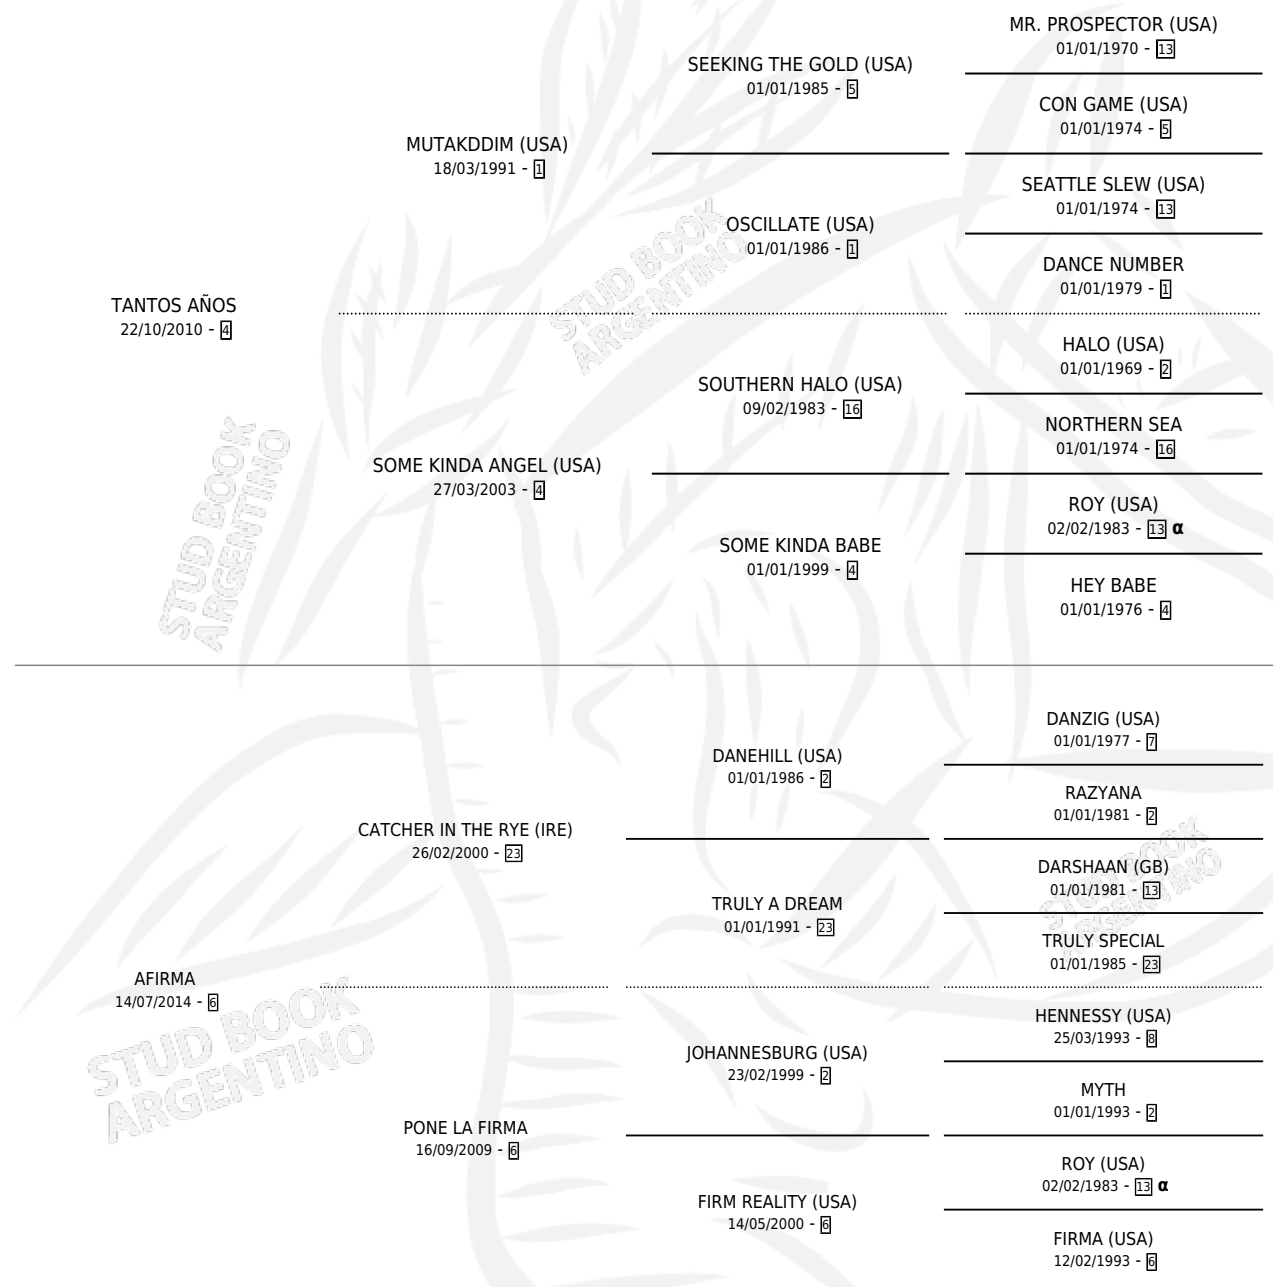 MR. PROSPECTOR (USA)
01/01/1970 - 13
SEEKING THE GOLD (USA)
01/01/1985 - 5
CON GAME (USA)
01/01/1974 - 5
MUTAKDDIM (USA)
18/03/1991 - 1
SEATTLE SLEW (USA)
01/01/1974 - 13
OSCILLATE (USA)
01/01/1986 - 1
DANCE NUMBER
01/01/1979 - 1
TANTOS AÑOS
22/10/2010 - 4
HALO (USA)
01/01/1969 - 2
SOUTHERN HALO (USA)
09/02/1983 - 16
NORTHERN SEA
01/01/1974 - 16
SOME KINDA ANGEL (USA)
27/03/2003 - 4
ROY (USA)
02/02/1983 - 13 α
SOME KINDA BABE
01/01/1999 - 4
HEY BABE
01/01/1976 - 4
DANZIG (USA)
01/01/1977 - 7
DANEHILL (USA)
01/01/1986 - 2
RAZYANA
01/01/1981 - 2
CATCHER IN THE RYE (IRE)
26/02/2000 - 23
DARSHAAN (GB)
01/01/1981 - 13
TRULY A DREAM
01/01/1991 - 23
TRULY SPECIAL
01/01/1985 - 23
AFIRMA
14/07/2014 - 6
HENNESSY (USA)
25/03/1993 - 8
JOHANNESBURG (USA)
23/02/1999 - 2
MYTH
01/01/1993 - 2
PONE LA FIRMA
16/09/2009 - 6
ROY (USA)
02/02/1983 - 13 α
FIRM REALITY (USA)
14/05/2000 - 6
FIRMA (USA)
12/02/1993 - 6
STUD BOOK
ARGENTINO
STUD BOOK
ARGENTINO
STUD BOOK
ARGENTINO
STUD BOOK
ARGENTINO